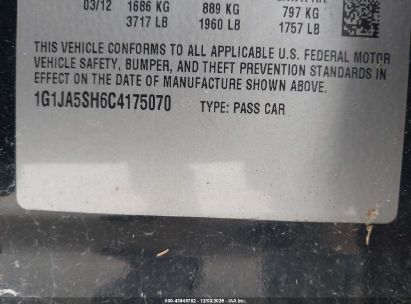 03/12 1686 KG 889 KG 797 KG
3717 LB 1960 LB 1757 LB
THIS VEHICLE CONFORMS TO ALL APPLICABLE U.S. FEDERAL MOTOR
VEHICLE SAFETY, BUMPER, AND THEFT PREVENTION STANDARDS IN
EFFECT ON THE DATE OF MANUFACTURE SHOWN ABOVE.
1G1JA5SH6C4175070 TYPE: PASS CAR